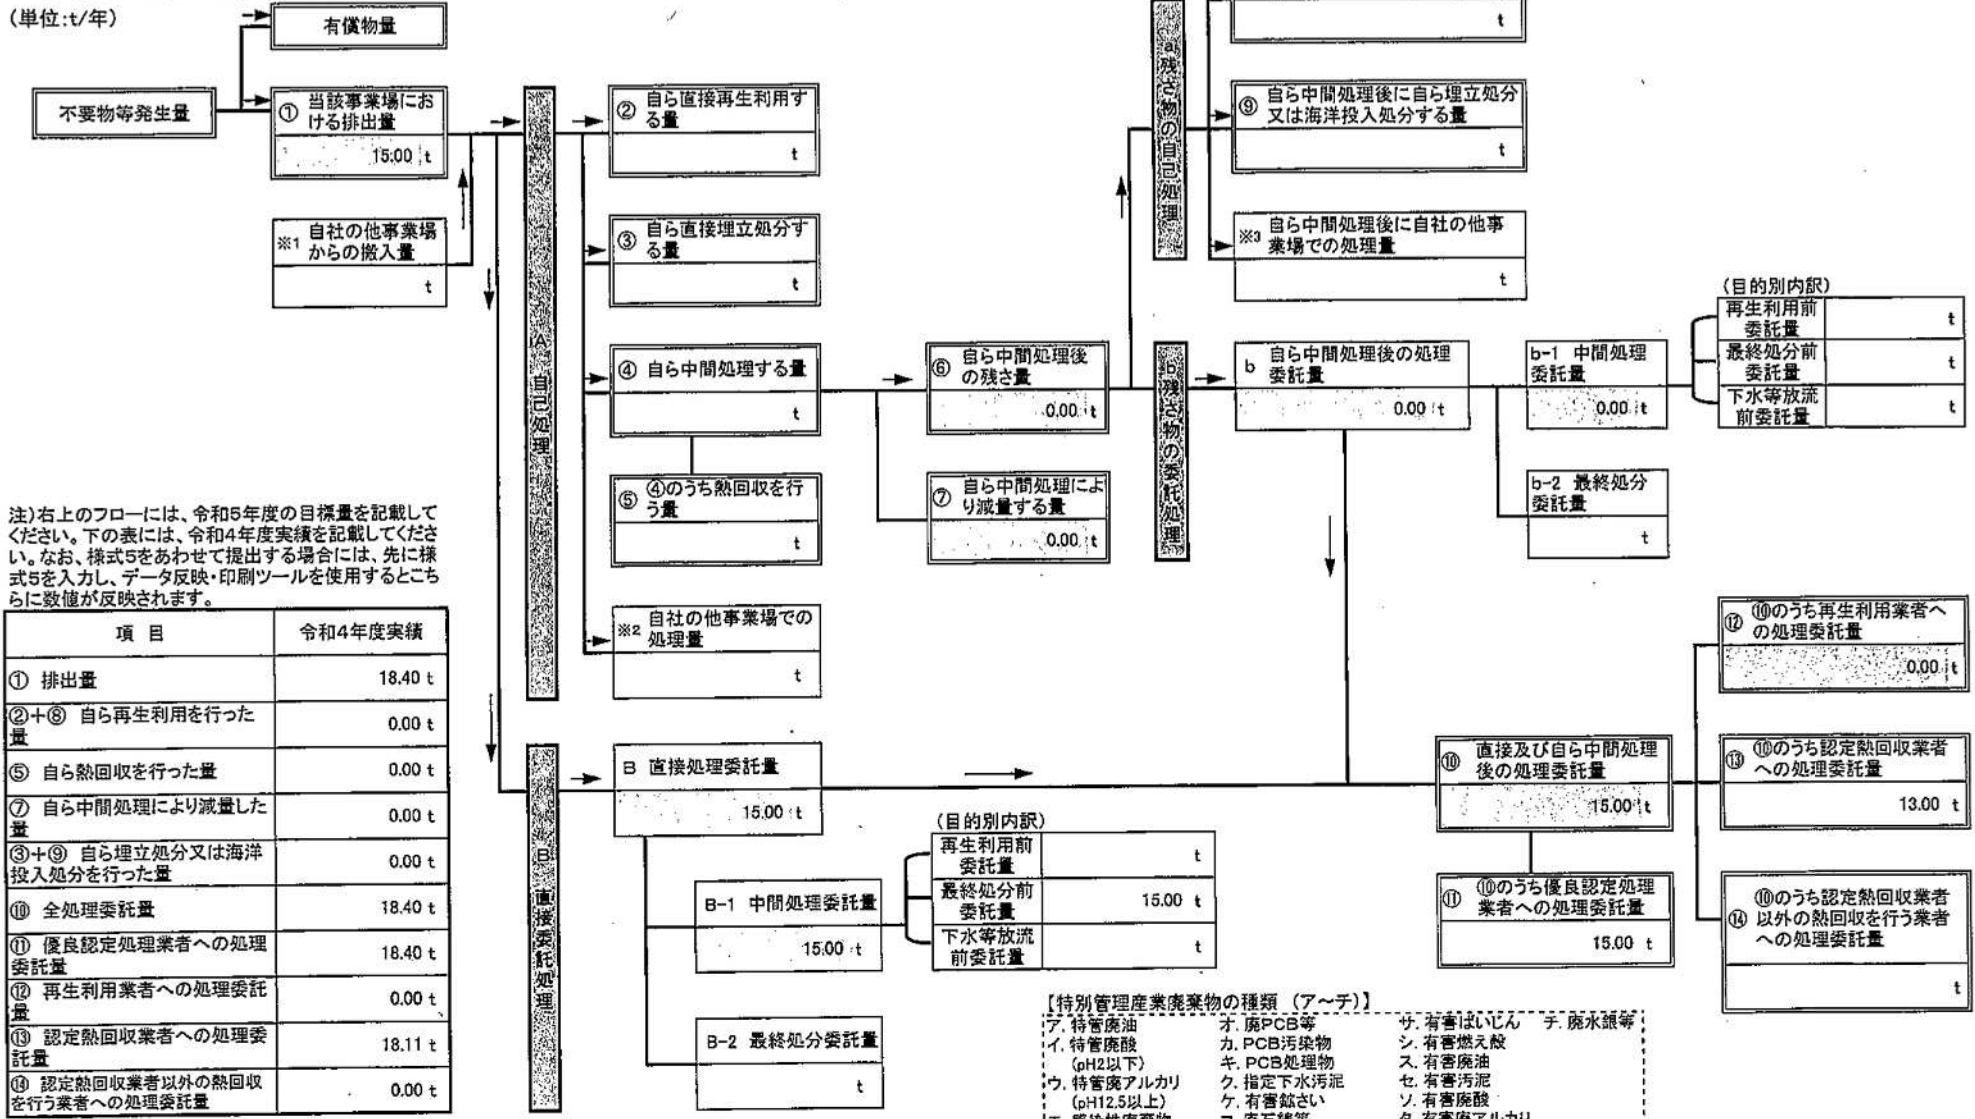 (単位:t/年)
有償物量
不要物等発生量
① 当該事業場にお
ける排出量
15.00 t
※1 自社の他事業場
からの搬入量
t
A 自己処理
② 自ら直接再生利用す
る量
t
③ 自ら直接埋立処分す
る量
t
④ 自ら中間処理する量
t
⑤ ④のうち熱回収を行
う量
t
※2 自社の他事業場での
処理量
t
⑥ 自ら中間処理後
の残さ量
0.00 t
⑦ 自ら中間処理によ
り減量する量
0.00 t
a 残さ物の自己処理
t
⑨ 自ら中間処理後に自ら埋立処分
又は海洋投入処分する量
t
※3 自ら中間処理後に自社の他事
業場での処理量
t
b 残さ物の委託処理
b 自ら中間処理後の処理
委託量
0.00 t
b-1 中間処理
委託量
0.00 t
(目的別内訳)
再生利用前
委託量 t
最終処分前
委託量 t
下水等放流
前委託量 t
b-2 最終処分
委託量
t
注)右上のフローには、令和5年度の目標量を記載して
ください。下の表には、令和4年度実績を記載してくださ
い。なお、様式5をあわせて提出する場合には、先に様
式5を入力し、データ反映・印刷ツールを使用するとこち
らに数値が反映されます。
項 目 令和4年度実績
① 排出量 18.40 t
②+⑧ 自ら再生利用を行った
量 0.00 t
⑤ 自ら熱回収を行った量 0.00 t
⑦ 自ら中間処理により減量した
量 0.00 t
③+⑨ 自ら埋立処分又は海洋
投入処分を行った量 0.00 t
⑩ 全処理委託量 18.40 t
⑪ 優良認定処理業者への処理
委託量 18.40 t
⑫ 再生利用業者への処理委託
量 0.00 t
⑬ 認定熱回収業者への処理委
託量 18.11 t
⑭ 認定熱回収業者以外の熱回収
を行う業者への処理委託量 0.00 t
B 直接委託処理
B 直接処理委託量
15.00 t
B-1 中間処理委託量
15.00 t
(目的別内訳)
再生利用前
委託量 t
最終処分前
委託量 15.00 t
下水等放流
前委託量 t
B-2 最終処分委託量
t
⑩ 直接及び自ら中間処理
後の処理委託量
15.00 t
⑪ ⑩のうち優良認定処理
業者への処理委託量
15.00 t
⑫ ⑩のうち再生利用業者へ
の処理委託量
0.00 t
⑬ ⑩のうち認定熱回収業者
への処理委託量
13.00 t
⑭ ⑩のうち認定熱回収業者
以外の熱回収を行う業者
への処理委託量
t
【特別管理産業廃棄物の種類 (ア~チ)】
ア. 特管廃油 オ. 廃PCB等 サ. 有害ばいじん チ. 廃水銀等
イ. 特管廃酸 カ. PCB汚染物 シ. 有害燃え殻
(pH2以下) キ. PCB処理物 ス. 有害廃油
ウ. 特管廃アルカリ ク. 指定下水汚泥 セ. 有害汚泥
(pH12.5以上) ケ. 有害鉱さい ソ. 有害廃酸